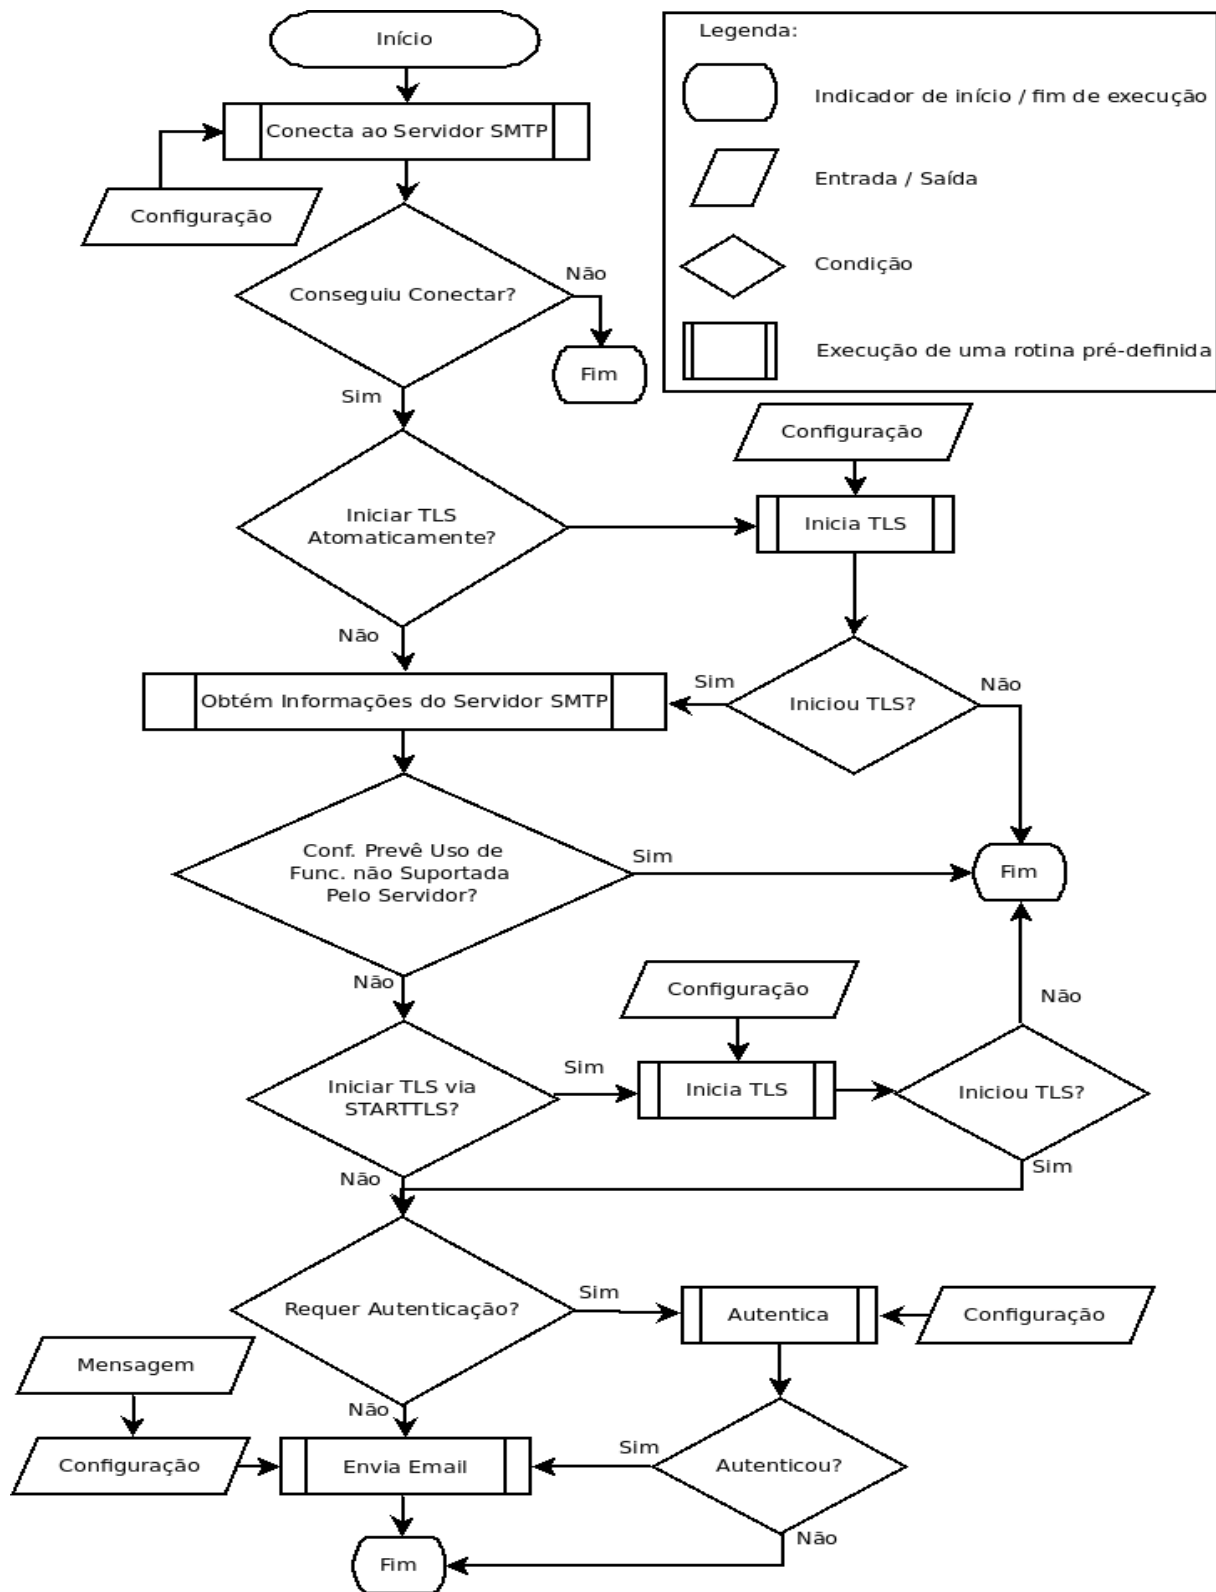 Início
Legenda:
Indicador de início / fim de execução
Conecta ao Servidor SMTP
Entrada / Saída
Configuração
Condição
Não
Conseguiu Conectar?
Execução de uma rotina pré-definida
Fim
Sim
Configuração
Iniciar TLS
Atomaticamente?
Inicia TLS
Não
Obtém Informações do Servidor SMTP
Sim
Iniciou TLS?
Não
Conf. Prevê Uso de
Func. não Suportada
Pelo Servidor?
Sim
Fim
Não
Configuração
Não
Iniciar TLS via
STARTTLS?
Sim
Inicia TLS
Iniciou TLS?
Não
Sim
Requer Autenticação?
Sim
Autentica
Configuração
Mensagem
Não
Configuração
Envia Email
Sim
Autenticou?
Não
Fim